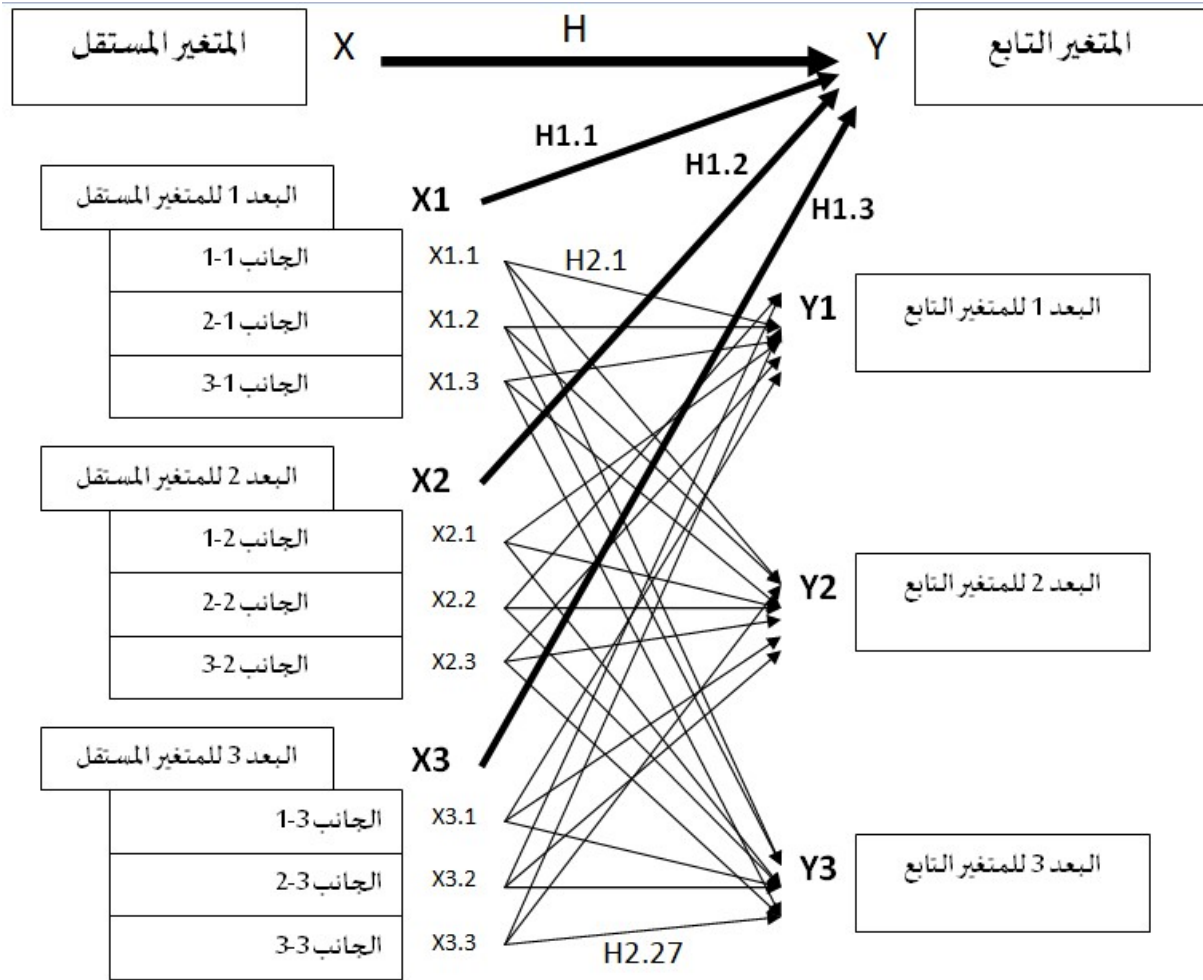 المتغير المستقل
X
H
Y
المتغير التابع
H1.1
H1.2
H1.3
البعد 1 للمتغير المستقل
X1
الجانب 1-1
X1.1
H2.1
الجانب 1-2
X1.2
الجانب 1-3
X1.3
Y1
البعد 1 للمتغير التابع
البعد 2 للمتغير المستقل
X2
الجانب 2-1
X2.1
الجانب 2-2
X2.2
الجانب 2-3
X2.3
Y2
البعد 2 للمتغير التابع
البعد 3 للمتغير المستقل
X3
الجانب 3-1
X3.1
الجانب 3-2
X3.2
الجانب 3-3
X3.3
H2.27
Y3
البعد 3 للمتغير التابع